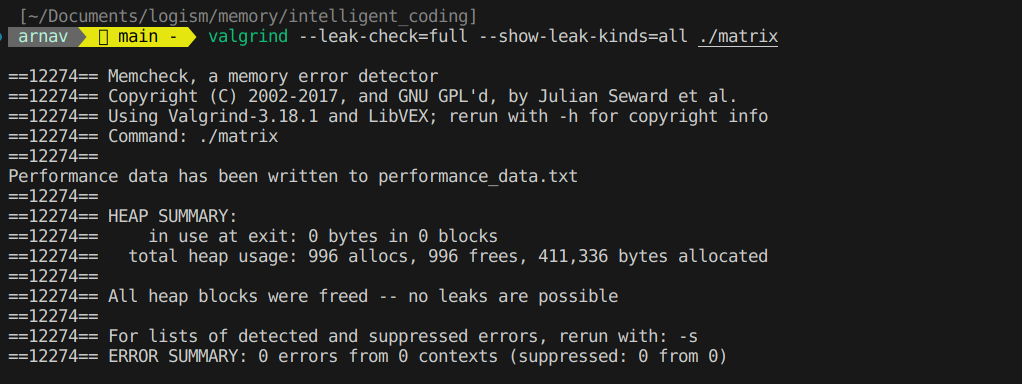 [~/Documents/logism/memory/intelligent_coding]
arnav main - valgrind --leak-check=full --show-leak-kinds=all ./matrix
==12274== Memcheck, a memory error detector
==12274== Copyright (C) 2002-2017, and GNU GPL'd, by Julian Seward et al.
==12274== Using Valgrind-3.18.1 and LibVEX; rerun with -h for copyright info
==12274== Command: ./matrix
==12274==
Performance data has been written to performance_data.txt
==12274==
==12274== HEAP SUMMARY:
==12274==     in use at exit: 0 bytes in 0 blocks
==12274==   total heap usage: 996 allocs, 996 frees, 411,336 bytes allocated
==12274==
==12274== All heap blocks were freed -- no leaks are possible
==12274==
==12274== For lists of detected and suppressed errors, rerun with: -s
==12274== ERROR SUMMARY: 0 errors from 0 contexts (suppressed: 0 from 0)